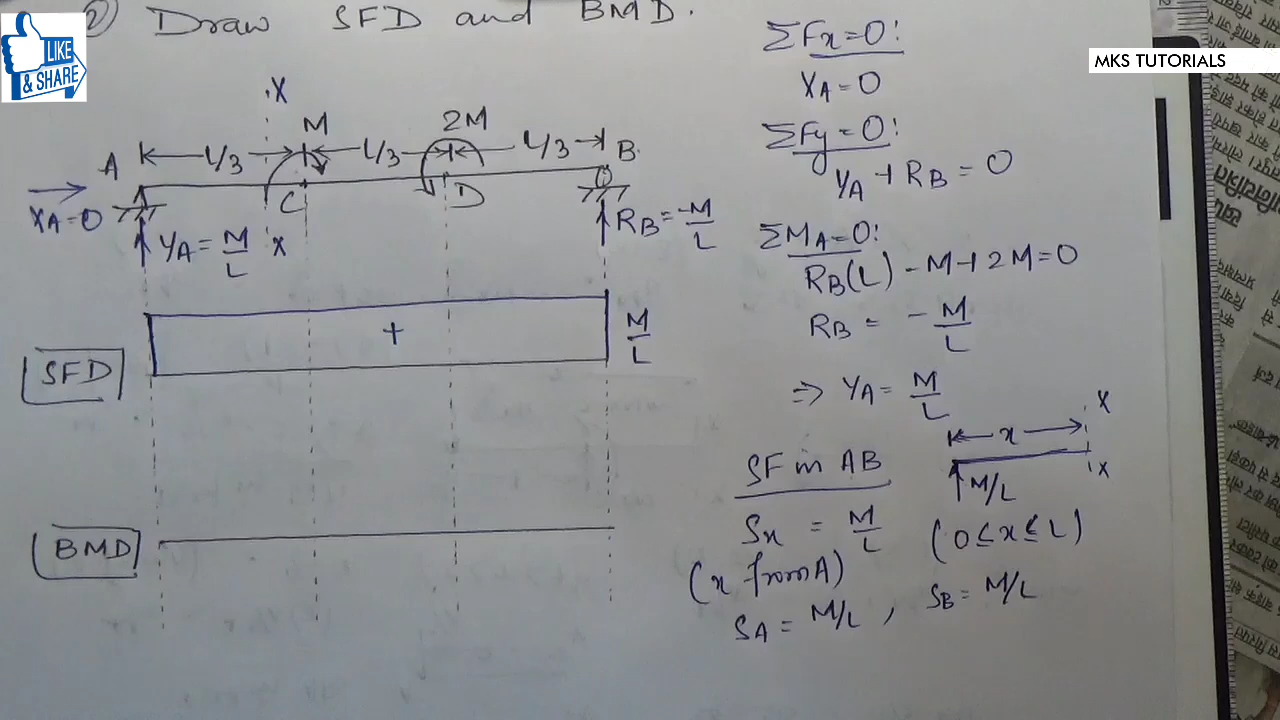 ② Draw SFD and BMD.
LIKE
& SHARE
MKS TUTORIALS
X
M
2M
A
L/3
L/3
L/3
B
C
D
XA=0
YA = M/L
X
RB = -M/L
SFD
+
M/L
BMD
ΣFx=0:
XA=0
ΣFy=0:
YA+RB=0
ΣMA=0:
RB(L)-M+2M=0
RB = -M/L
⇒ YA = M/L
x
X
M/L
X
SF in AB
Sx = M/L (0≤x≤L)
(x from A)
SA = M/L, SB = M/L